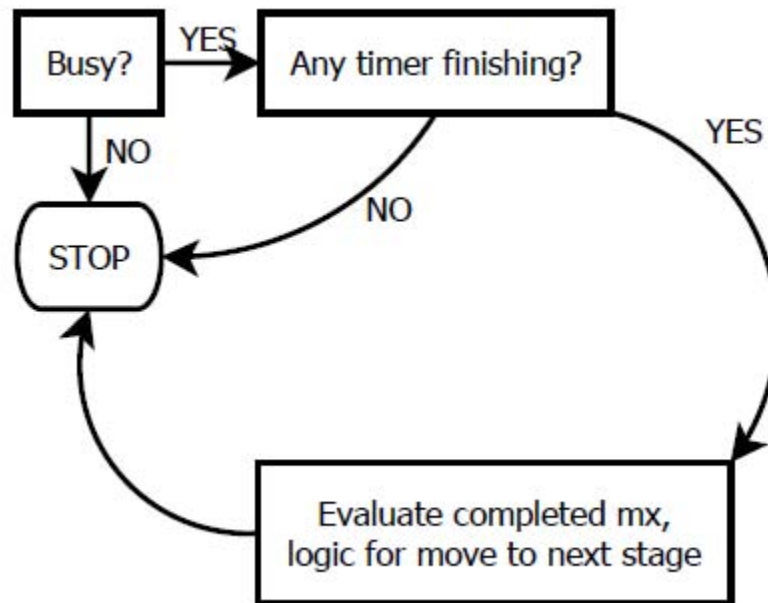 Busy?
YES
Any timer finishing?
YES
NO
NO
STOP
Evaluate completed mx,
logic for move to next stage